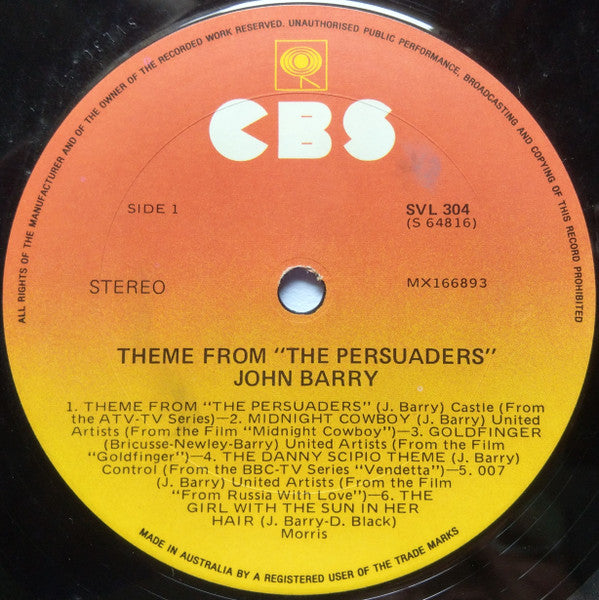 ALL RIGHTS OF THE MANUFACTURER AND OF THE OWNER OF THE RECORDED WORK RESERVED. UNAUTHORISED PUBLIC PERFORMANCE, BROADCASTING AND COPYING OF THIS RECORD PROHIBITED
CBS
SIDE 1
SVL 304
(S 64816)
STEREO
MX166893
THEME FROM "THE PERSUADERS"
JOHN BARRY
1. THEME FROM "THE PERSUADERS" (J. Barry) Castle (From
the ATV-TV Series)—2. MIDNIGHT COWBOY (J. Barry) United
Artists (From the Film "Midnight Cowboy")—3. GOLDFINGER
(Bricusse-Newley-Barry) United Artists (From the Film
"Goldfinger")—4. THE DANNY SCIPIO THEME (J. Barry)
Control (From the BBC-TV Series "Vendetta")—5. 007
(J. Barry) United Artists (From the Film
"From Russia With Love")—6. THE
GIRL WITH THE SUN IN HER
HAIR (J. Barry-D. Black)
Morris
MADE IN AUSTRALIA BY A REGISTERED USER OF THE TRADE MARKS